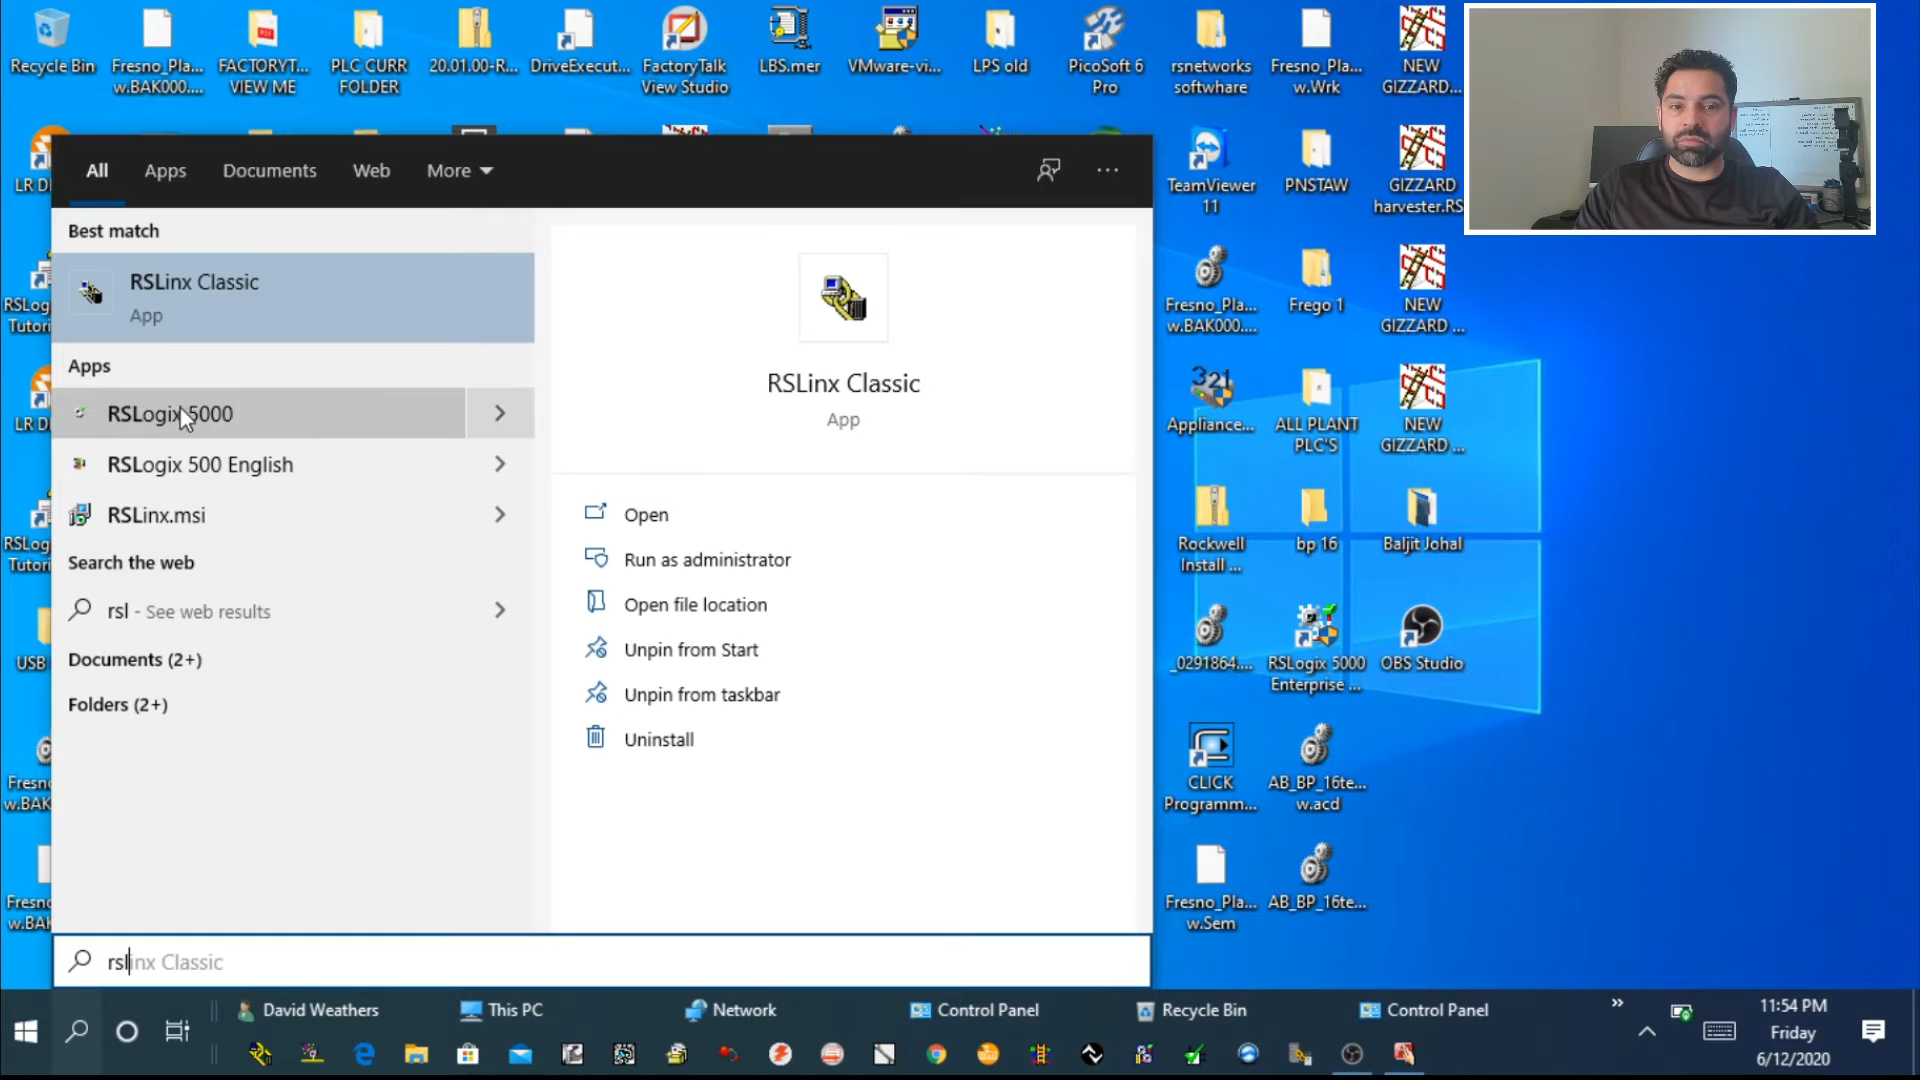 Recycle Bin
Fresno_Pla...
w.BAK000....
FACTORYT...
VIEW ME
PLC CURR
FOLDER
20.01.00-R...
DriveExecut...
FactoryTalk
View Studio
LBS.mer
VMware-vi...
LPS old
PicoSoft 6
Pro
rsnetworks
softwhare
Fresno_Pla...
w.Wrk
NEW
GIZZARD...
LR D
RSLog
Tutori
LR D
RSLog
Tutori
USB
Fresn
w.BAK
Fresn
w.BAK
All
Apps
Documents
Web
More
Best match
RSLinx Classic
App
Apps
RSLogix 5000
RSLogix 500 English
RSLinx.msi
Search the web
rsl - See web results
Documents (2+)
Folders (2+)
RSLinx Classic
App
Open
Run as administrator
Open file location
Unpin from Start
Unpin from taskbar
Uninstall
rslinx Classic
TeamViewer
11
PNSTAW
GIZZARD
harvester.RS
Fresno_Pla...
w.BAK000....
Frego 1
NEW
GIZZARD ...
321
Appliance...
ALL PLANT
PLC'S
NEW
GIZZARD ...
Rockwell
Install ...
bp 16
Baljit Johal
_0291864....
RSLogix 5000
Enterprise ...
OBS Studio
CLICK
Programm...
AB_BP_16te...
w.acd
Fresno_Pla...
w.Sem
AB_BP_16te...
David Weathers
This PC
Network
Control Panel
Recycle Bin
Control Panel
11:54 PM
Friday
6/12/2020